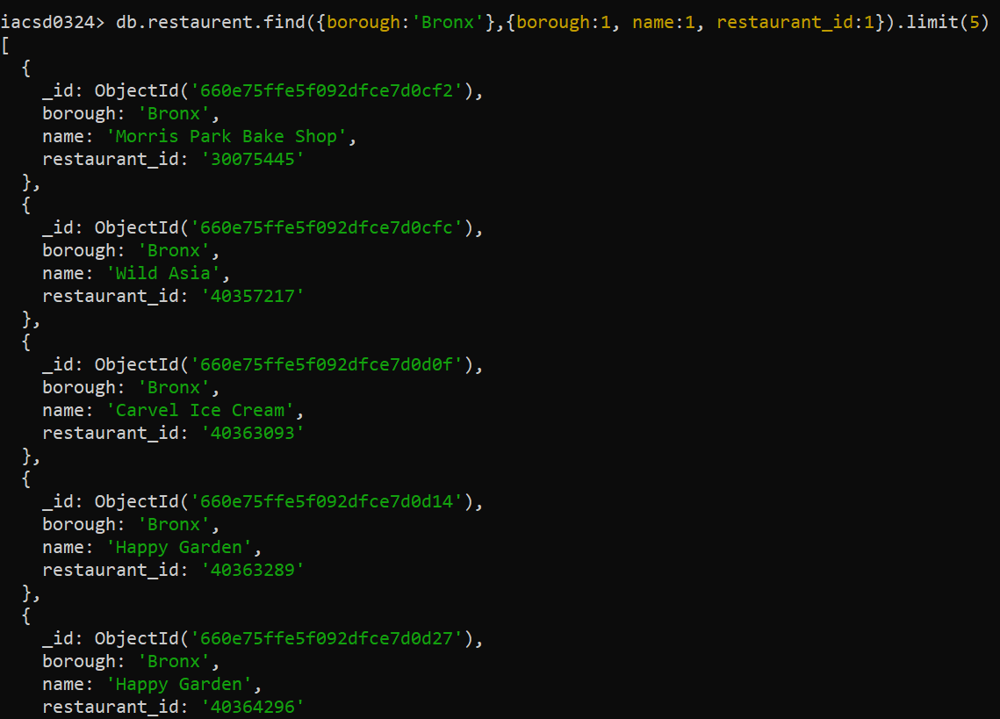 iacsd0324> db.restaurent.find({borough:'Bronx'},{borough:1, name:1, restaurant_id:1}).limit(5)
[
  {
    _id: ObjectId('660e75ffe5f092dfce7d0cf2'),
    borough: 'Bronx',
    name: 'Morris Park Bake Shop',
    restaurant_id: '30075445'
  },
  {
    _id: ObjectId('660e75ffe5f092dfce7d0cfc'),
    borough: 'Bronx',
    name: 'Wild Asia',
    restaurant_id: '40357217'
  },
  {
    _id: ObjectId('660e75ffe5f092dfce7d0d0f'),
    borough: 'Bronx',
    name: 'Carvel Ice Cream',
    restaurant_id: '40363093'
  },
  {
    _id: ObjectId('660e75ffe5f092dfce7d0d14'),
    borough: 'Bronx',
    name: 'Happy Garden',
    restaurant_id: '40363289'
  },
  {
    _id: ObjectId('660e75ffe5f092dfce7d0d27'),
    borough: 'Bronx',
    name: 'Happy Garden',
    restaurant_id: '40364296'